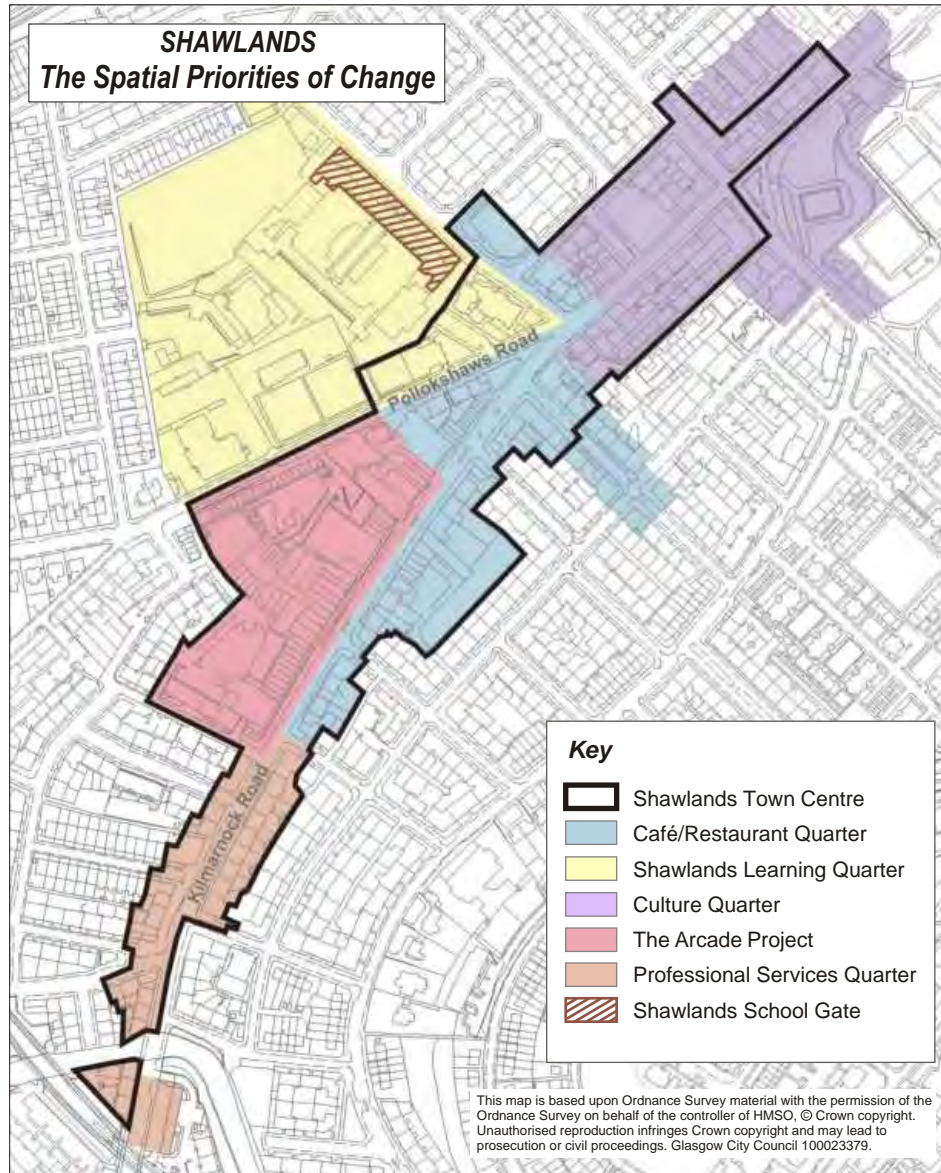 SHAWLANDS
The Spatial Priorities of Change
Pollokshaws Road
Kilmarnock Road
Key
Shawlands Town Centre
Café/Restaurant Quarter
Shawlands Learning Quarter
Culture Quarter
The Arcade Project
Professional Services Quarter
Shawlands School Gate
This map is based upon Ordnance Survey material with the permission of the
Ordnance Survey on behalf of the controller of HMSO, © Crown copyright.
Unauthorised reproduction infringes Crown copyright and may lead to
prosecution or civil proceedings. Glasgow City Council 100023379.